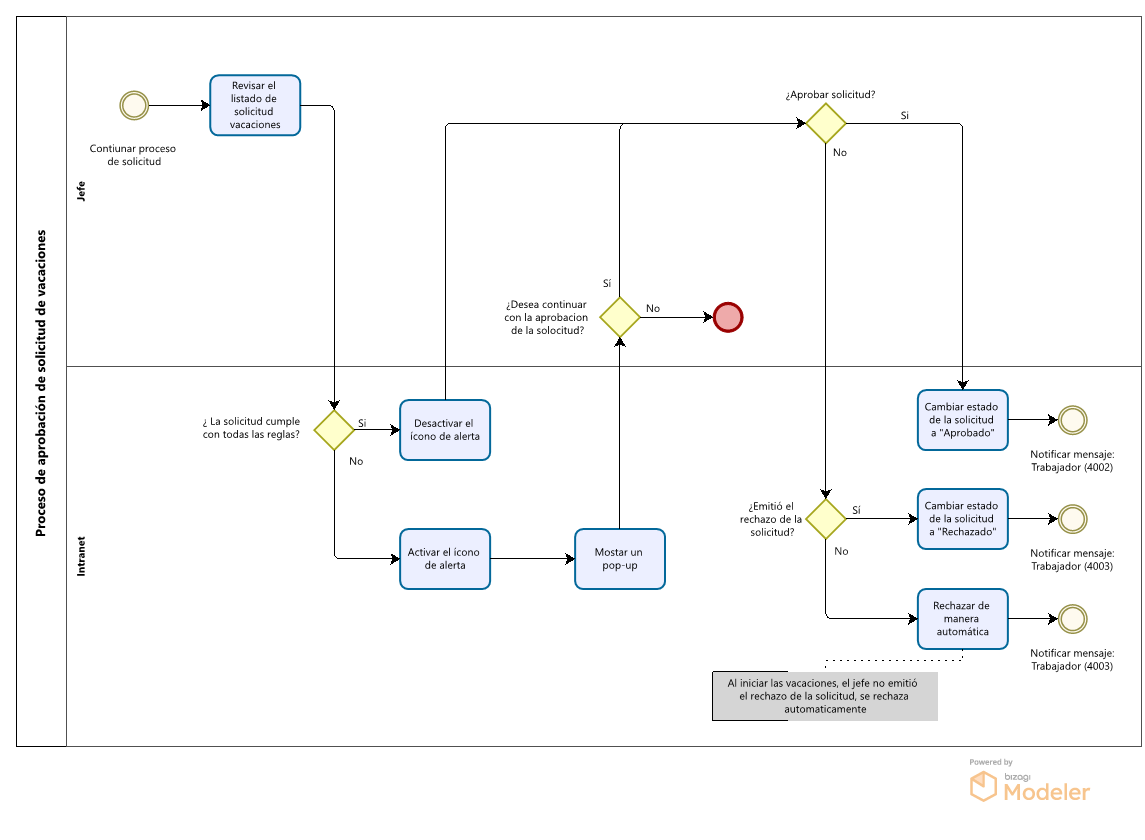 Proceso de aprobación de solicitud de vacaciones
Jefe
Contiunar proceso
de solicitud
Revisar el
listado de
solicitud
vacaciones
¿Aprobar solicitud?
Si
No
¿Desea continuar
con la aprobacion
de la solocitud?
Sí
No
Intranet
¿ La solicitud cumple
con todas las reglas?
Si
No
Desactivar el
ícono de alerta
Activar el ícono
de alerta
Mostar un
pop-up
Cambiar estado
de la solicitud
a "Aprobado"
Notificar mensaje:
Trabajador (4002)
¿Emitió el
rechazo de la
solicitud?
Sí
No
Cambiar estado
de la solicitud
a "Rechazado"
Notificar mensaje:
Trabajador (4003)
Rechazar de
manera
automática
Notificar mensaje:
Trabajador (4003)
Al iniciar las vacaciones, el jefe no emitió
el rechazo de la solicitud, se rechaza
automaticamente
Powered by
bizagi
Modeler